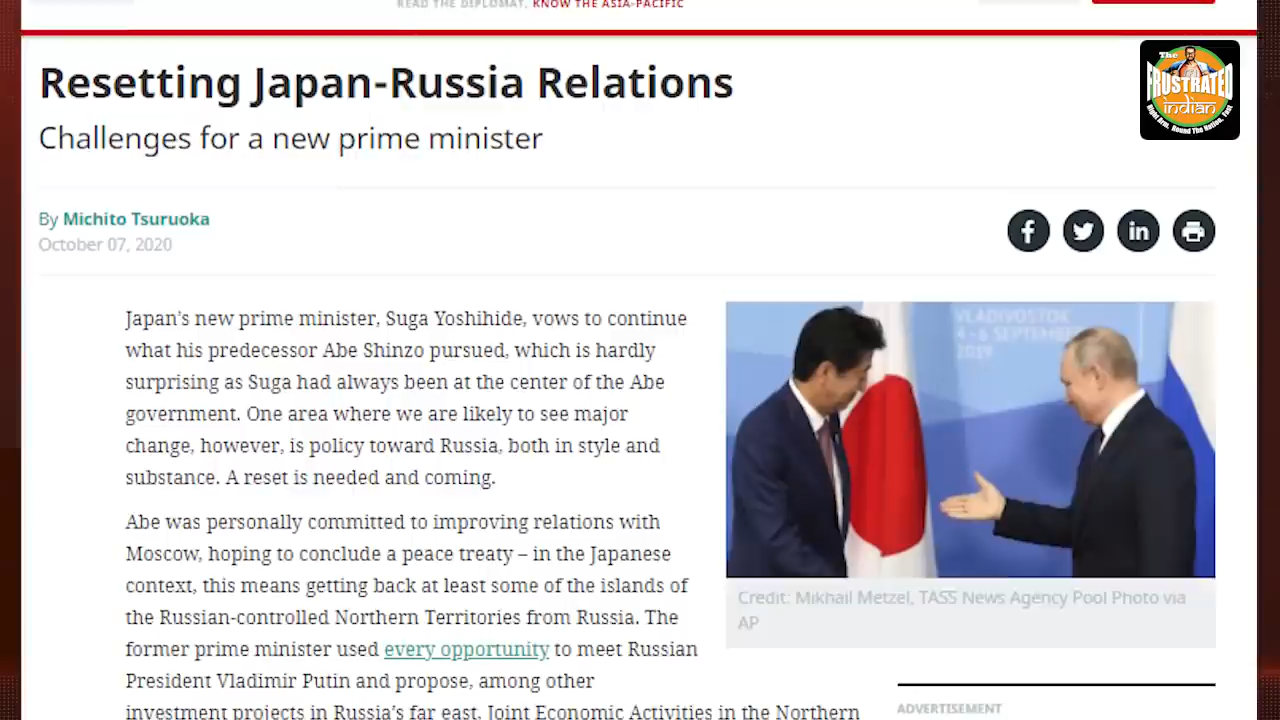 READ THE DIPLOMAT, KNOW THE ASIA-PACIFIC
Resetting Japan-Russia Relations
Challenges for a new prime minister
The
FRUSTRATED
indian
Right Arm, Round The Nation, Fast
By Michito Tsuruoka
October 07, 2020
Japan’s new prime minister, Suga Yoshihide, vows to continue
what his predecessor Abe Shinzo pursued, which is hardly
surprising as Suga had always been at the center of the Abe
government. One area where we are likely to see major
change, however, is policy toward Russia, both in style and
substance. A reset is needed and coming.
Abe was personally committed to improving relations with
Moscow, hoping to conclude a peace treaty – in the Japanese
context, this means getting back at least some of the islands of
the Russian-controlled Northern Territories from Russia. The
former prime minister used every opportunity to meet Russian
President Vladimir Putin and propose, among other
investment projects in Russia’s far east. Joint Economic Activities in the Northern
VLADIVOSTOK
4–6 SEPTEMBER
2019
Credit: Mikhail Metzel, TASS News Agency Pool Photo via
AP
ADVERTISEMENT